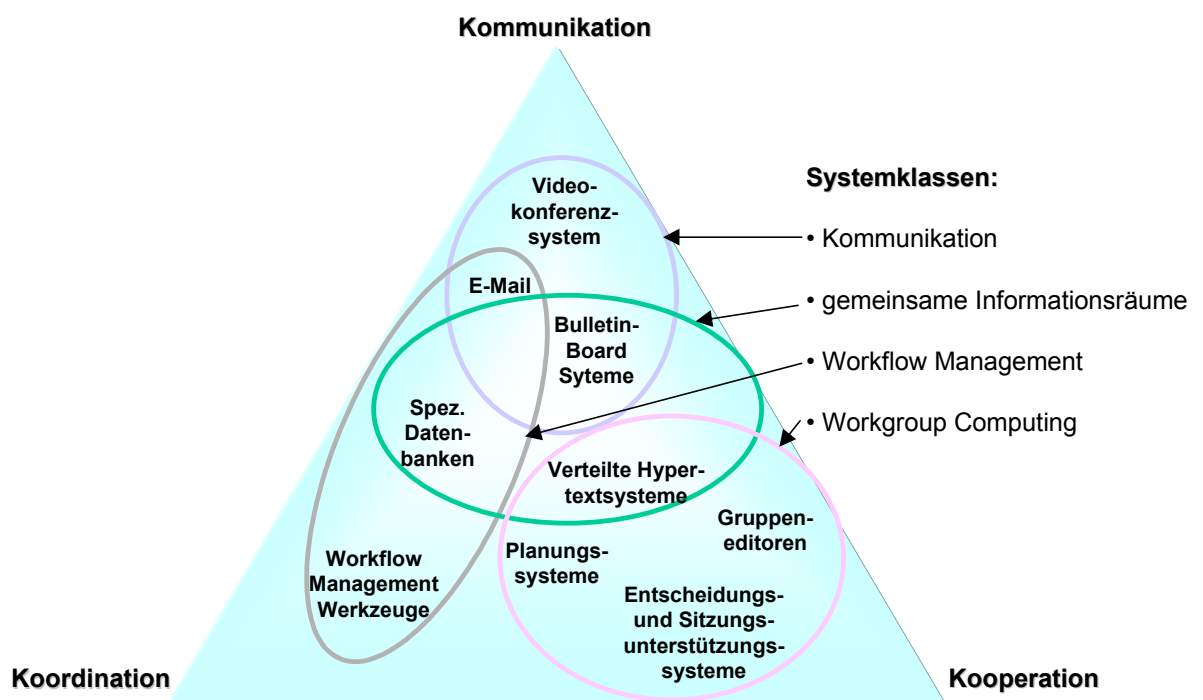 Kommunikation
Systemklassen:
• Kommunikation
• gemeinsame Informationsräume
• Workflow Management
• Workgroup Computing
Video-
konferenz-
system
E-Mail
Bulletin-
Board
Syteme
Spez.
Daten-
banken
Verteilte Hyper-
textsysteme
Gruppen-
editoren
Planungs-
systeme
Workflow
Management
Werkzeuge
Entscheidungs-
und Sitzungs-
unterstützungs-
systeme
Koordination
Kooperation